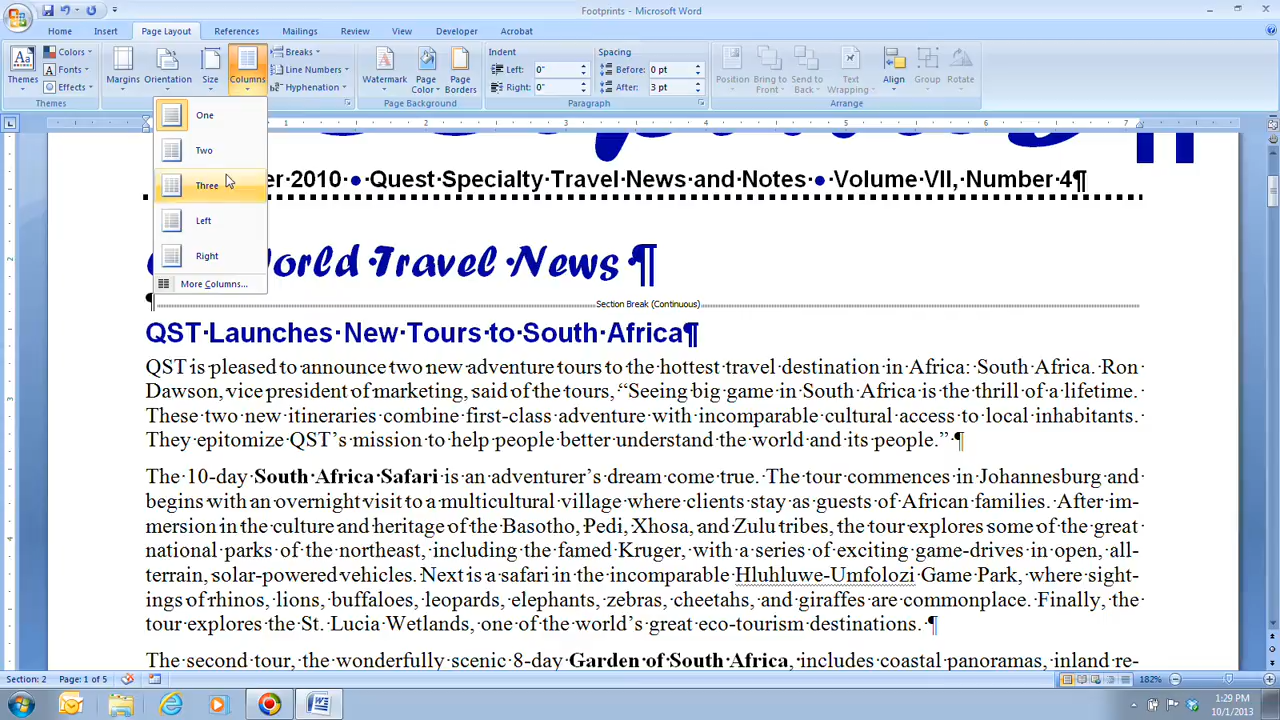 Footprints - Microsoft Word
Home Insert Page Layout References Mailings Review View Developer Acrobat
Themes Colors Fonts Effects Margins Orientation Size Columns Breaks Line Numbers Hyphenation Watermark Page Color Page Borders Indent Left: 0" Right: 0" Spacing Before: 0 pt After: 3 pt Position Bring to Front Send to Back Text Wrapping Align Group Rotate
Themes Page Background Paragraph Arrange
One
Two
Three
Left
Right
More Columns...
1 2 3 4 5 6 7
er·2010·●·Quest·Specialty·Travel·News·and·Notes·●·Volume·VII,·Number·4¶
orld·Travel·News·¶
¶ Section Break (Continuous)
QST·Launches·New·Tours·to·South·Africa¶
QST·is·pleased·to·announce·two·new·adventure·tours·to·the·hottest·travel·destination·in·Africa:·South·Africa.·Ron·
Dawson,·vice·president·of·marketing,·said·of·the·tours,·“Seeing·big·game·in·South·Africa·is·the·thrill·of·a·lifetime.·
These·two·new·itineraries·combine·first-class·adventure·with·incomparable·cultural·access·to·local·inhabitants.·
They·epitomize·QST’s·mission·to·help·people·better·understand·the·world·and·its·people.”·¶
The·10-day·South·Africa·Safari·is·an·adventurer’s·dream·come·true.·The·tour·commences·in·Johannesburg·and·
begins·with·an·overnight·visit·to·a·multicultural·village·where·clients·stay·as·guests·of·African·families.·After·im-
mersion·in·the·culture·and·heritage·of·the·Basotho,·Pedi,·Xhosa,·and·Zulu·tribes,·the·tour·explores·some·of·the·great·
national·parks·of·the·northeast,·including·the·famed·Kruger,·with·a·series·of·exciting·game-drives·in·open,·all-
terrain,·solar-powered·vehicles.·Next·is·a·safari·in·the·incomparable·Hluhluwe-Umfolozi·Game·Park,·where·sight-
ings·of·rhinos,·lions,·buffaloes,·leopards,·elephants,·zebras,·cheetahs,·and·giraffes·are·commonplace.·Finally,·the·
tour·explores·the·St.·Lucia·Wetlands,·one·of·the·world’s·great·eco-tourism·destinations.·¶
The·second·tour,·the·wonderfully·scenic·8-day·Garden·of·South·Africa,·includes·coastal·panoramas,·inland·re-
Section: 2 Page: 1 of 5 182%
1:29 PM
10/1/2013